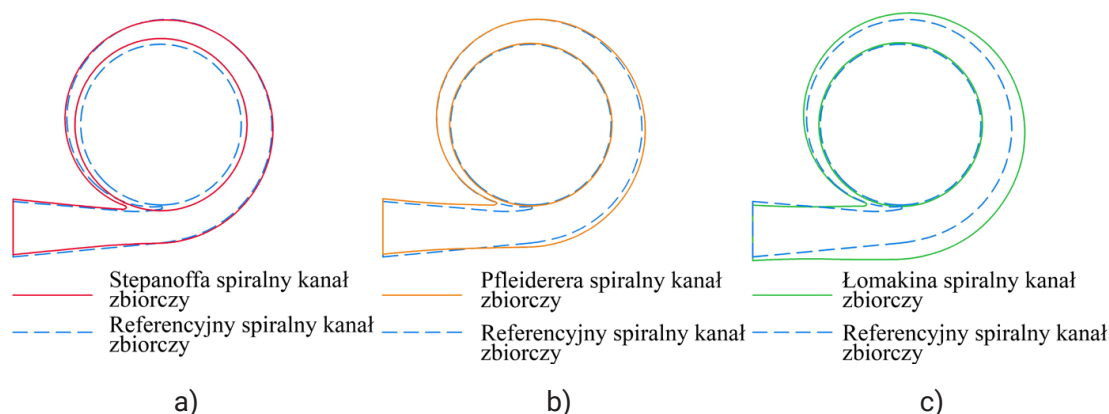 Stepanoffa spiralny kanał
zbiorczy
Referencyjny spiralny kanał
zbiorczy
a)
Pfleiderera spiralny kanał
zbiorczy
Referencyjny spiralny kanał
zbiorczy
b)
Łomakina spiralny kanał
zbiorczy
Referencyjny spiralny kanał
zbiorczy
c)